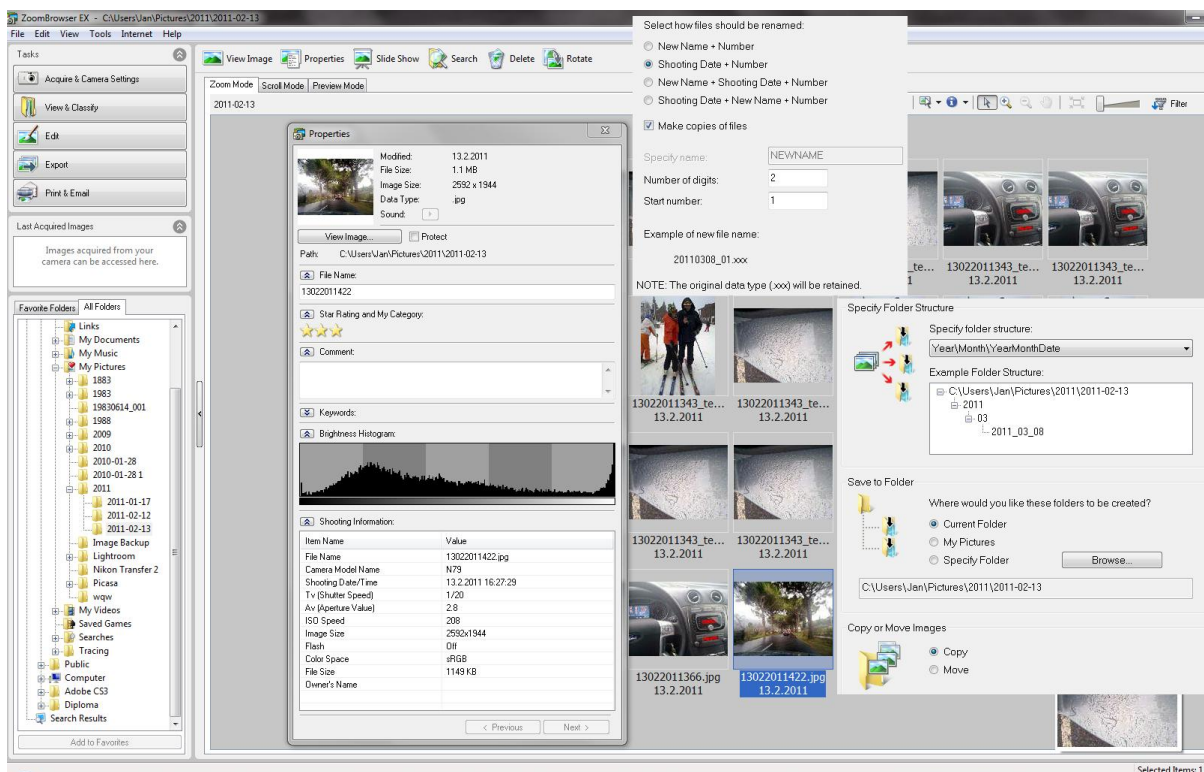 ZoomBrowser EX - C:\Users\Jan\Pictures\2011\2011-02-13
File Edit View Tools Internet Help
Tasks
Acquire & Camera Settings
View & Classify
Edit
Export
Print & Email
Last Acquired Images
Images acquired from your
camera can be accessed here.
Favorite Folders All Folders
Links
My Documents
My Music
My Pictures
1883
1983
19830614_001
1988
2009
2010
2010-01-28
2010-01-28 1
2011
2011-01-17
2011-02-12
2011-02-13
Image Backup
Lightroom
Nikon Transfer 2
Picasa
wqw
My Videos
Saved Games
Searches
Tracing
Public
Computer
Adobe CS3
Diploma
Search Results
Add to Favorites
View Image Properties Slide Show Search Delete Rotate
Zoom Mode Scroll Mode Preview Mode
2011-02-13
Filter
Properties
Modified: 13.2.2011
File Size: 1.1 MB
Image Size: 2592 x 1944
Data Type: .jpg
Sound:
View Image... Protect
Path: C:\Users\Jan\Pictures\2011\2011-02-13
File Name:
13022011422
Star Rating and My Category:
Comment:
Keywords:
Brightness Histogram:
Shooting Information:
Item Name Value
File Name 13022011422.jpg
Camera Model Name N79
Shooting Date/Time 13.2.2011 16:27:29
Tv (Shutter Speed) 1/20
Av (Aperture Value) 2.8
ISO Speed 208
Image Size 2592x1944
Flash Off
Color Space sRGB
File Size 1149 KB
Owner's Name
< Previous Next >
Select how files should be renamed:
New Name + Number
Shooting Date + Number
New Name + Shooting Date + Number
Shooting Date + New Name + Number
Make copies of files
Specify name: NEWNAME
Number of digits: 2
Start number: 1
Example of new file name:
20110308_01.xxx
NOTE: The original data type (.xxx) will be retained.
_te... 13022011343_te... 13022011343_te...
13.2.2011 13.2.2011
13022011343_te... 13022011343_te...
13.2.2011 13.2.2011
13022011343_te... 13022011343_te...
13.2.2011 13.2.2011
13022011366.jpg 13022011422.jpg
13.2.2011 13.2.2011
Specify Folder Structure
Specify folder structure:
Year\Month\YearMonthDate
Example Folder Structure:
C:\Users\Jan\Pictures\2011\2011-02-13
2011
03
2011_03_08
Save to Folder
Where would you like these folders to be created?
Current Folder
My Pictures
Specify Folder Browse...
C:\Users\Jan\Pictures\2011\2011-02-13
Copy or Move Images
Copy
Move
Selected Items: 1